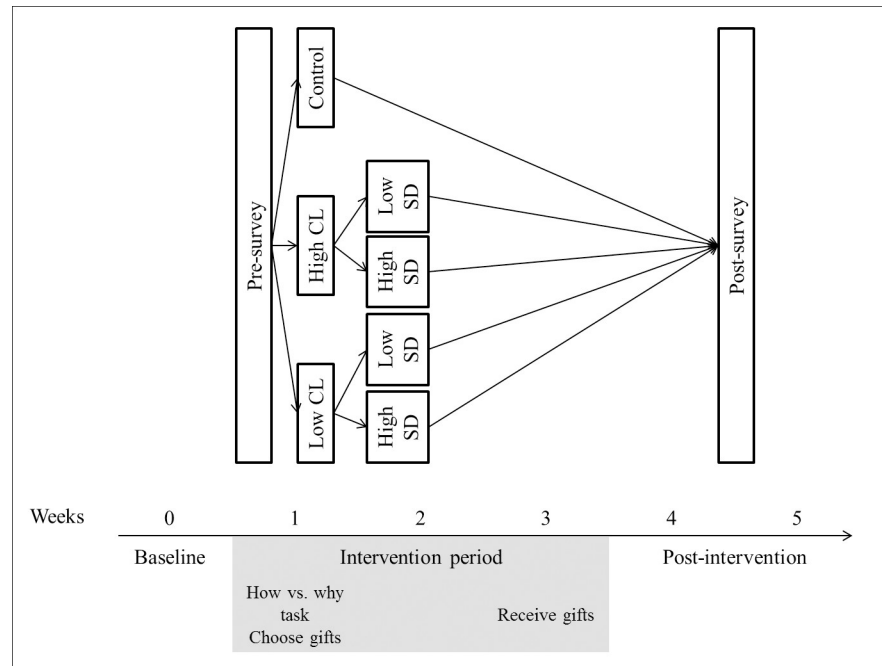 Pre-survey
Control
High CL
Low CL
Low
SD
High
SD
Low
SD
High
SD
Post-survey
Weeks 0 1 2 3 4 5
Baseline Intervention period Post-intervention
How vs. why
task
Choose gifts
Receive gifts